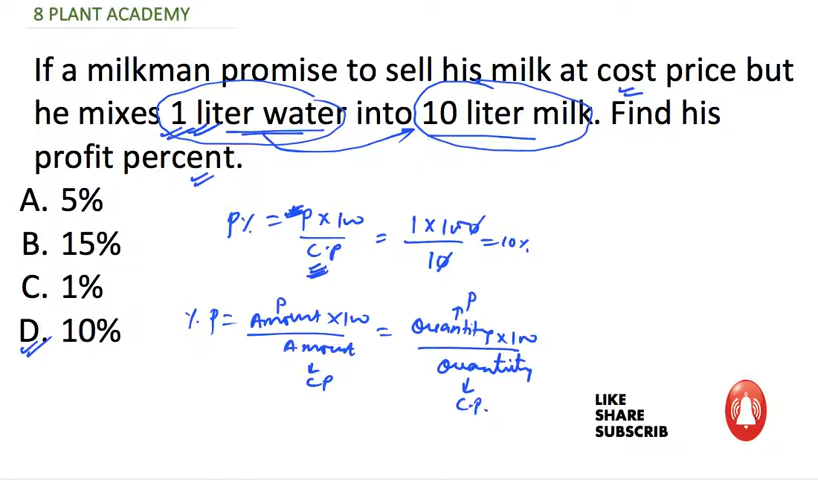 8 PLANT ACADEMY
If a milkman promise to sell his milk at cost price but
he mixes 1 liter water into 10 liter milk. Find his
profit percent.
A. 5%
B. 15%
C. 1%
D. 10%
P% = P × 100 / C.P = 1 × 100 / 10 = 10%
P
P
%. P = Amount × 100 / Amount = Quantity × 100 / Quantity
CP
C.P.
LIKE
SHARE
SUBSCRIB